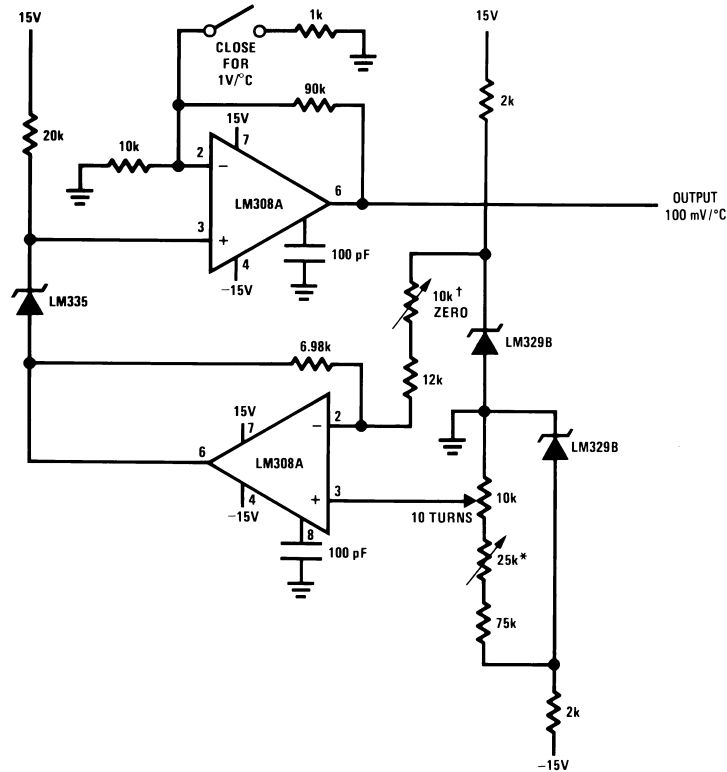 15V
1k
15V
CLOSE
FOR
1V/°C
2k
90k
20k
10k
15V
7
2
−
6
LM308A
OUTPUT
100 mV/°C
3
+
100 pF
4
−15V
10k†
ZERO
LM335
LM329B
6.98k
12k
15V
7
2
−
LM329B
6
LM308A
+
3
10k
10 TURNS
4
−15V
8
100 pF
25k*
75k
2k
−15V